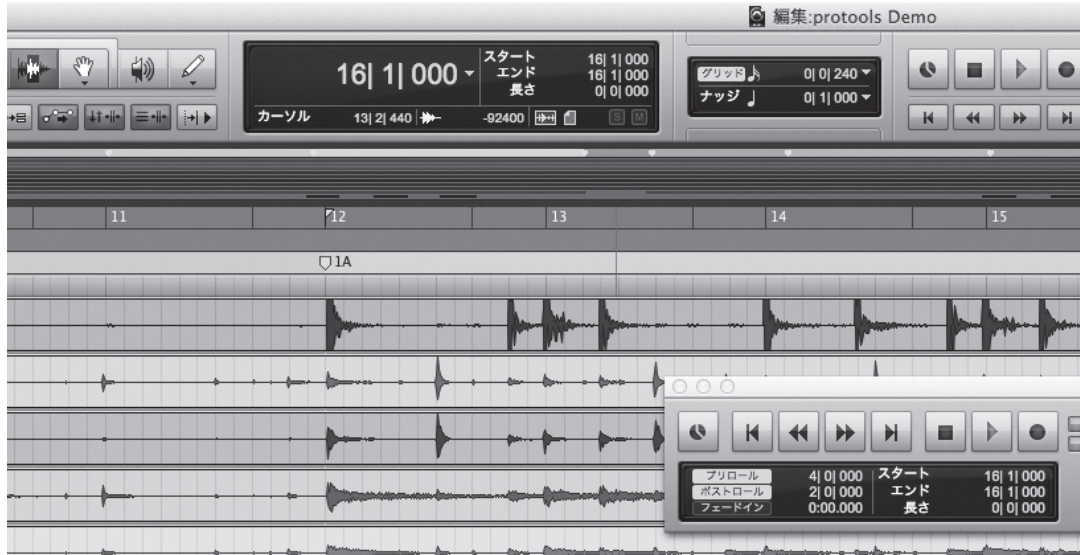 編集:protools Demo
16| 1| 000
スタート 16| 1| 000
エンド 16| 1| 000
長さ 0| 0| 000
カーソル 13| 2| 440 -92400 S M
グリッド 0| 0| 240
ナッジ 0| 1| 000
11 12 13 14 15
1A
プリロール 4| 0| 000 スタート 16| 1| 000
ポストロール 2| 0| 000 エンド 16| 1| 000
フェードイン 0:00.000 長さ 0| 0| 000